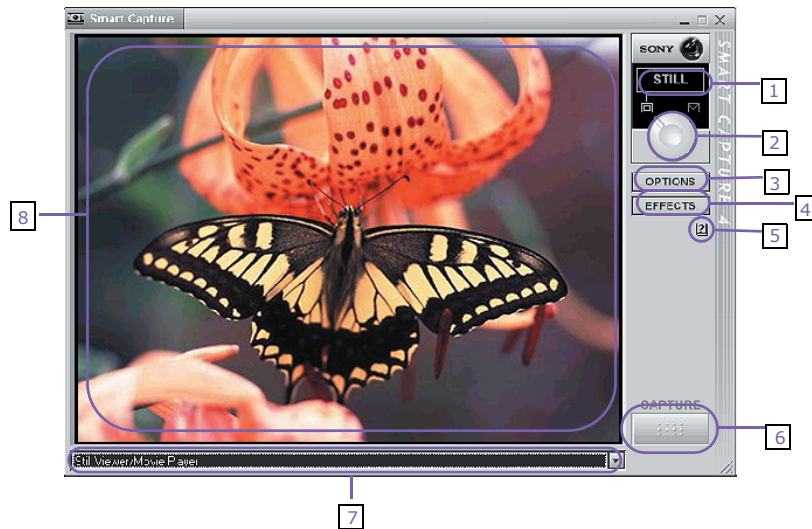 Smart Capture
SONY
STILL
1
2
OPTIONS
3
EFFECTS
4
?
5
SMART CAPTURE 4
8
CAPTURE
6
Still Viewer/Movie Player
7